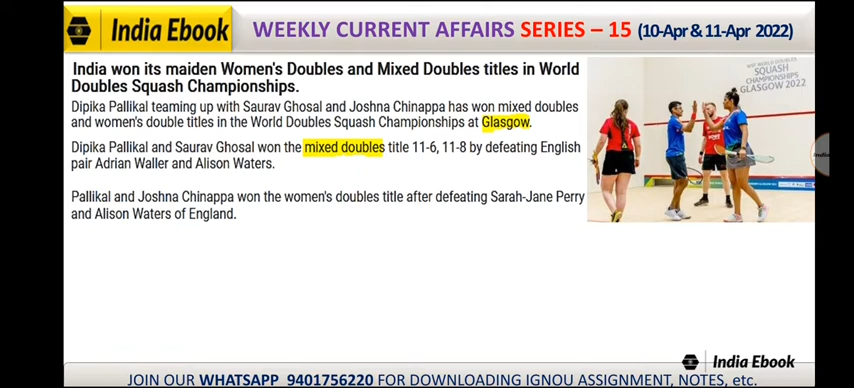 India Ebook
WEEKLY CURRENT AFFAIRS SERIES – 15 (10-Apr & 11-Apr 2022)
India won its maiden Women's Doubles and Mixed Doubles titles in World
Doubles Squash Championships.
Dipika Pallikal teaming up with Saurav Ghosal and Joshna Chinappa has won mixed doubles
and women's double titles in the World Doubles Squash Championships at Glasgow.
Dipika Pallikal and Saurav Ghosal won the mixed doubles title 11-6, 11-8 by defeating English
pair Adrian Waller and Alison Waters.
Pallikal and Joshna Chinappa won the women's doubles title after defeating Sarah-Jane Perry
and Alison Waters of England.
WSF WORLD DOUBLES
SQUASH
CHAMPIONSHIPS
GLASGOW 2022
India Ebook
JOIN OUR WHATSAPP 9401756220 FOR DOWNLOADING IGNOU ASSIGNMENT, NOTES, etc.